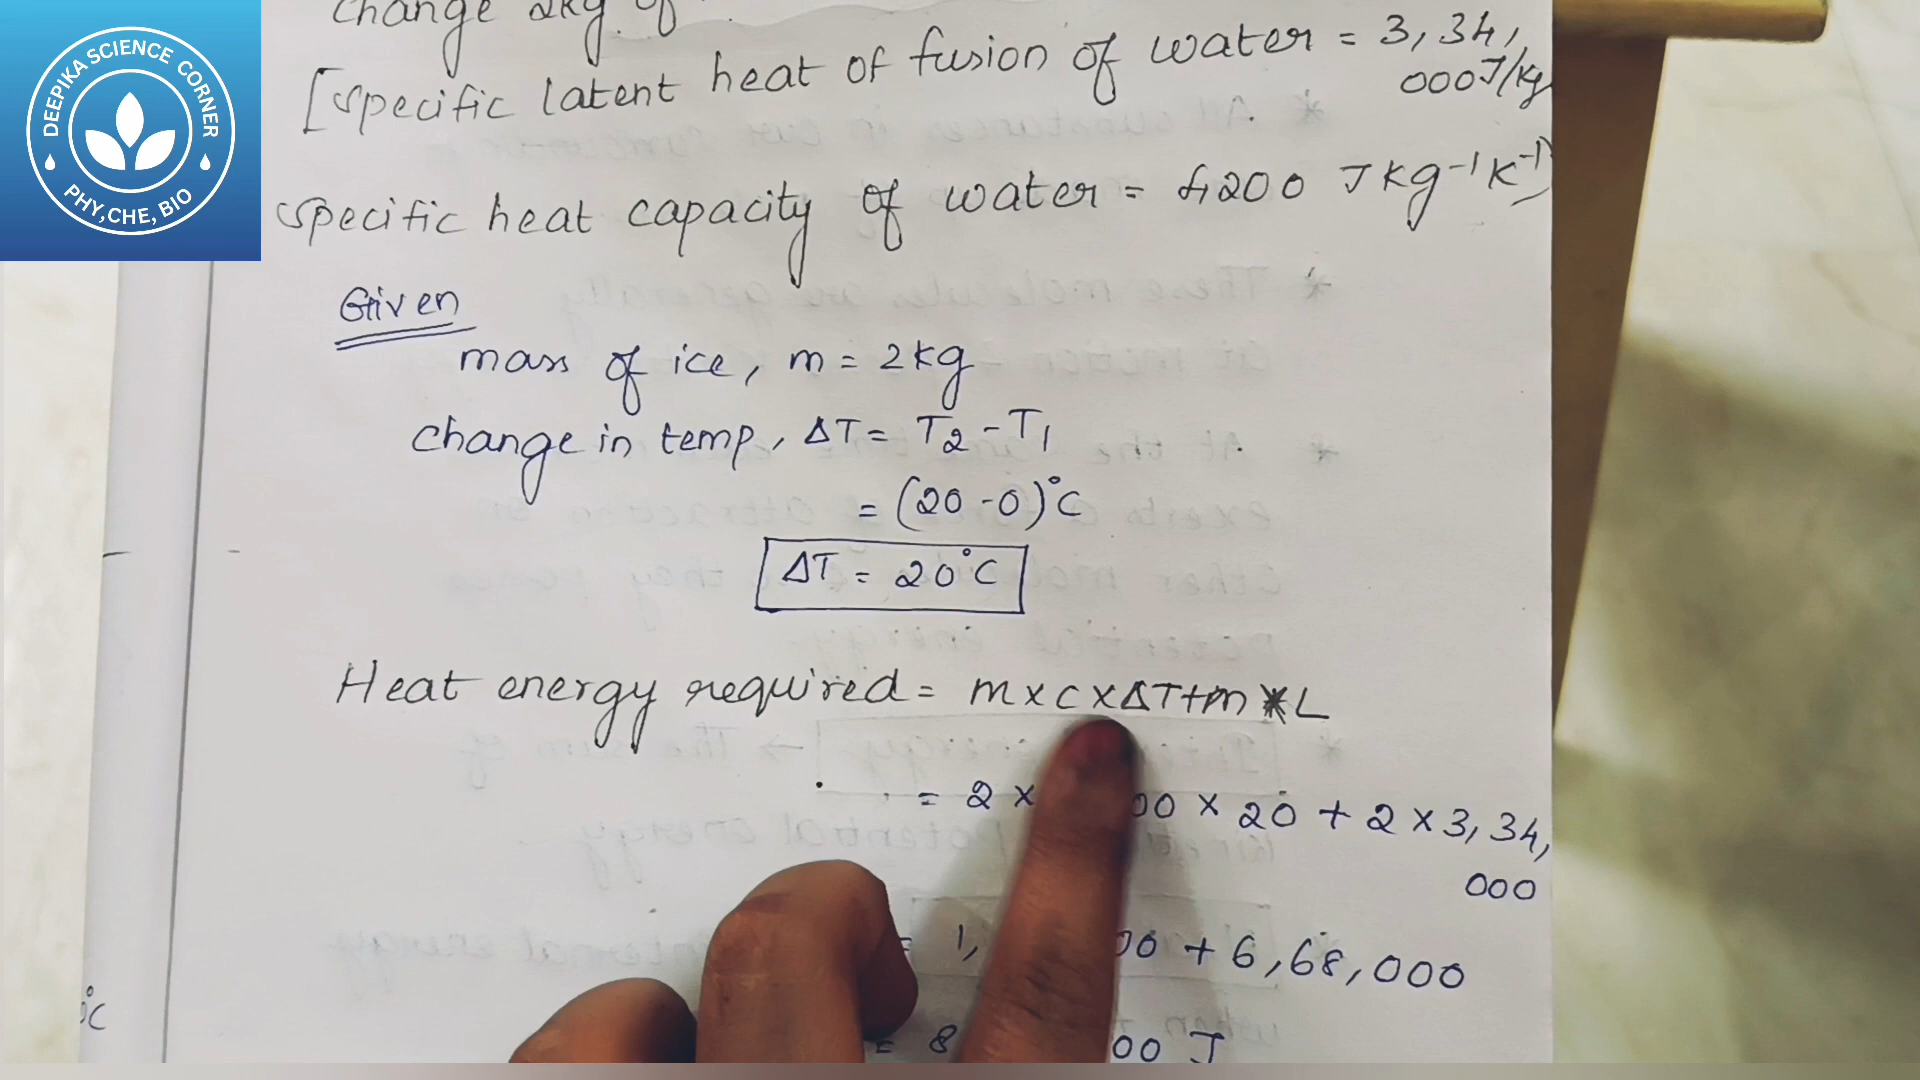 DEEPIKA SCIENCE CORNER
PHY,CHE, BIO
change 2kg of
[specific latent heat of fusion of water = 3,34,
000J/kg
specific heat capacity of water = 4200 J kg⁻¹ K⁻¹]
Given
mass of ice, m = 2kg
change in temp, ΔT = T₂ - T₁
= (20 - 0)°C
ΔT = 20°C
Heat energy required = m x c x ΔT + m * L
= 2 × 00 × 20 + 2 × 3,34,
000
= 1, 00 + 6,68,000
= 8 00 J
°C